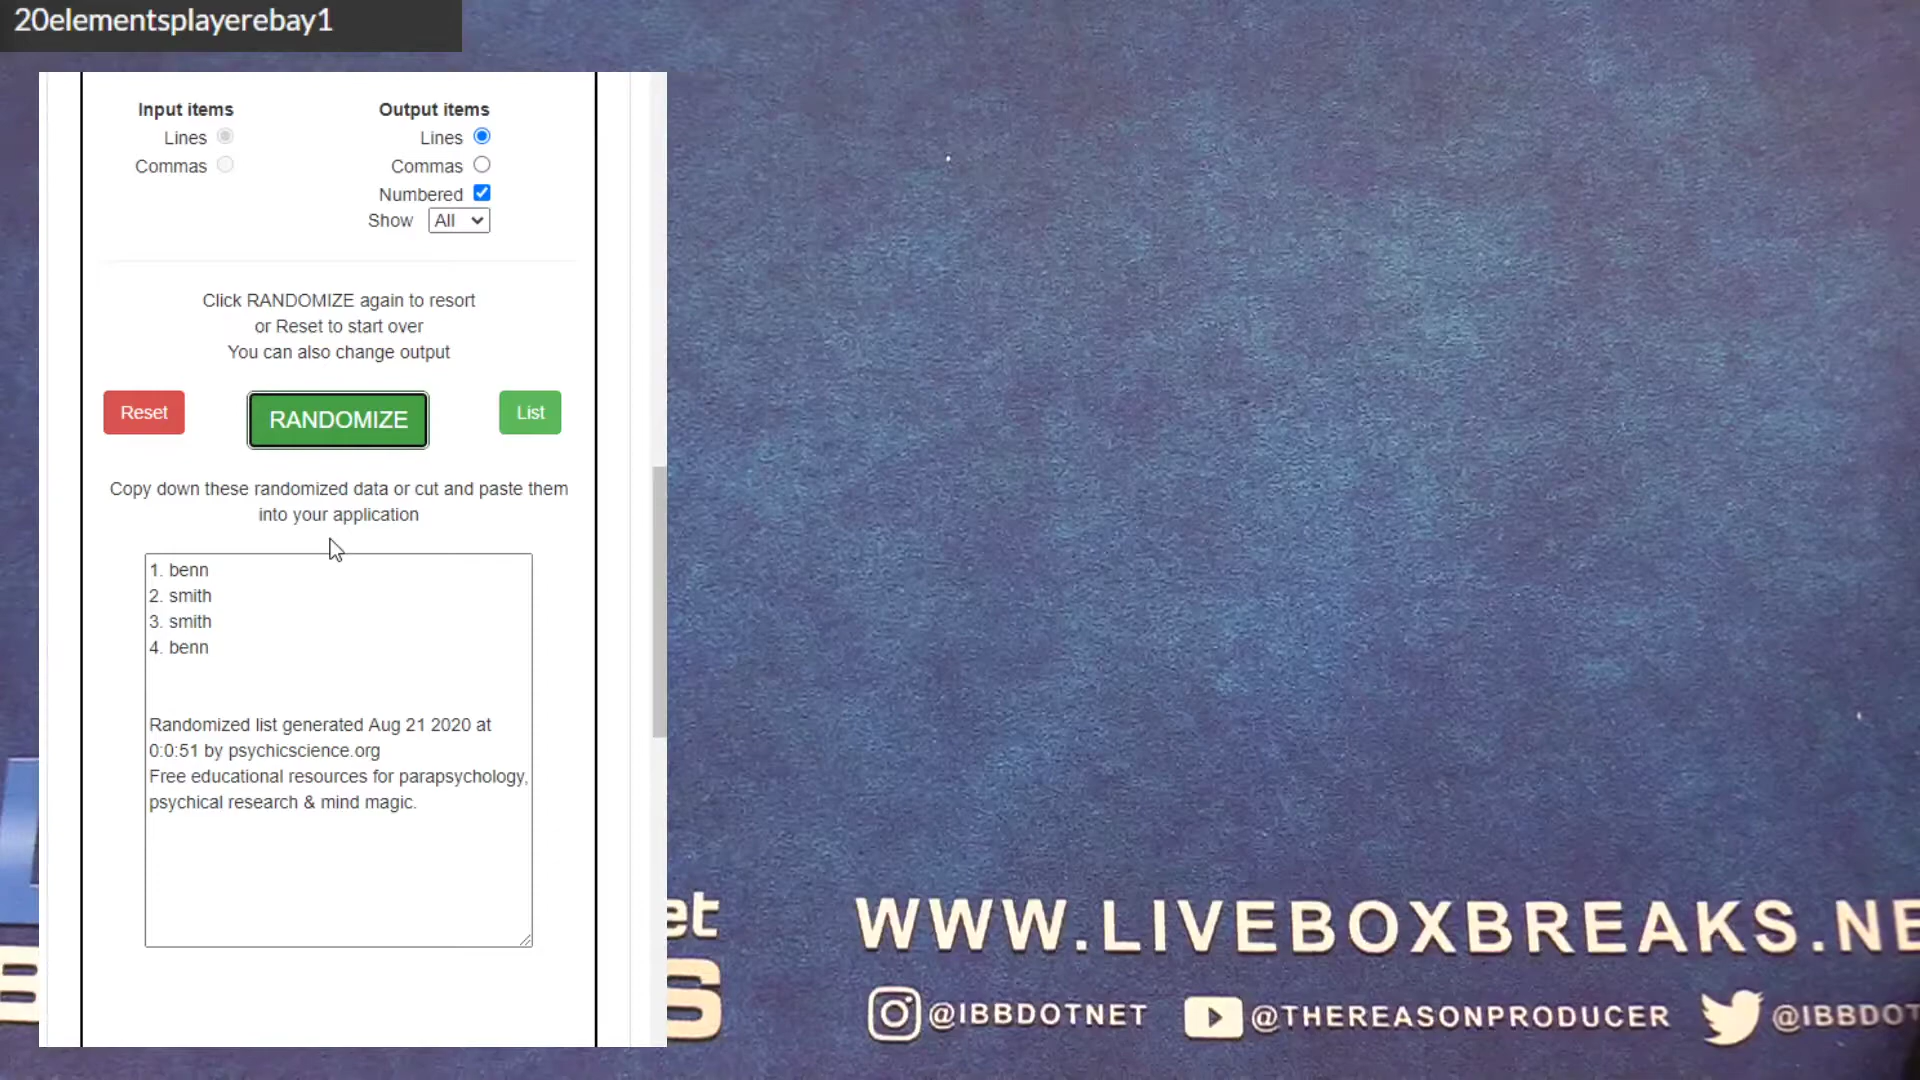 20elementsplayerebay1
Input items
Output items
Lines
Lines
Commas
Commas
Numbered
Show All
Click RANDOMIZE again to resort
or Reset to start over
You can also change output
Reset
RANDOMIZE
List
Copy down these randomized data or cut and paste them
into your application
1. benn
2. smith
3. smith
4. benn
Randomized list generated Aug 21 2020 at
0:0:51 by psychicscience.org
Free educational resources for parapsychology,
psychical research & mind magic.
et
WWW.LIVEBOXBREAKS.NE
B
S
@IBBDOTNET
@THEREASONPRODUCER
@IBBDOT